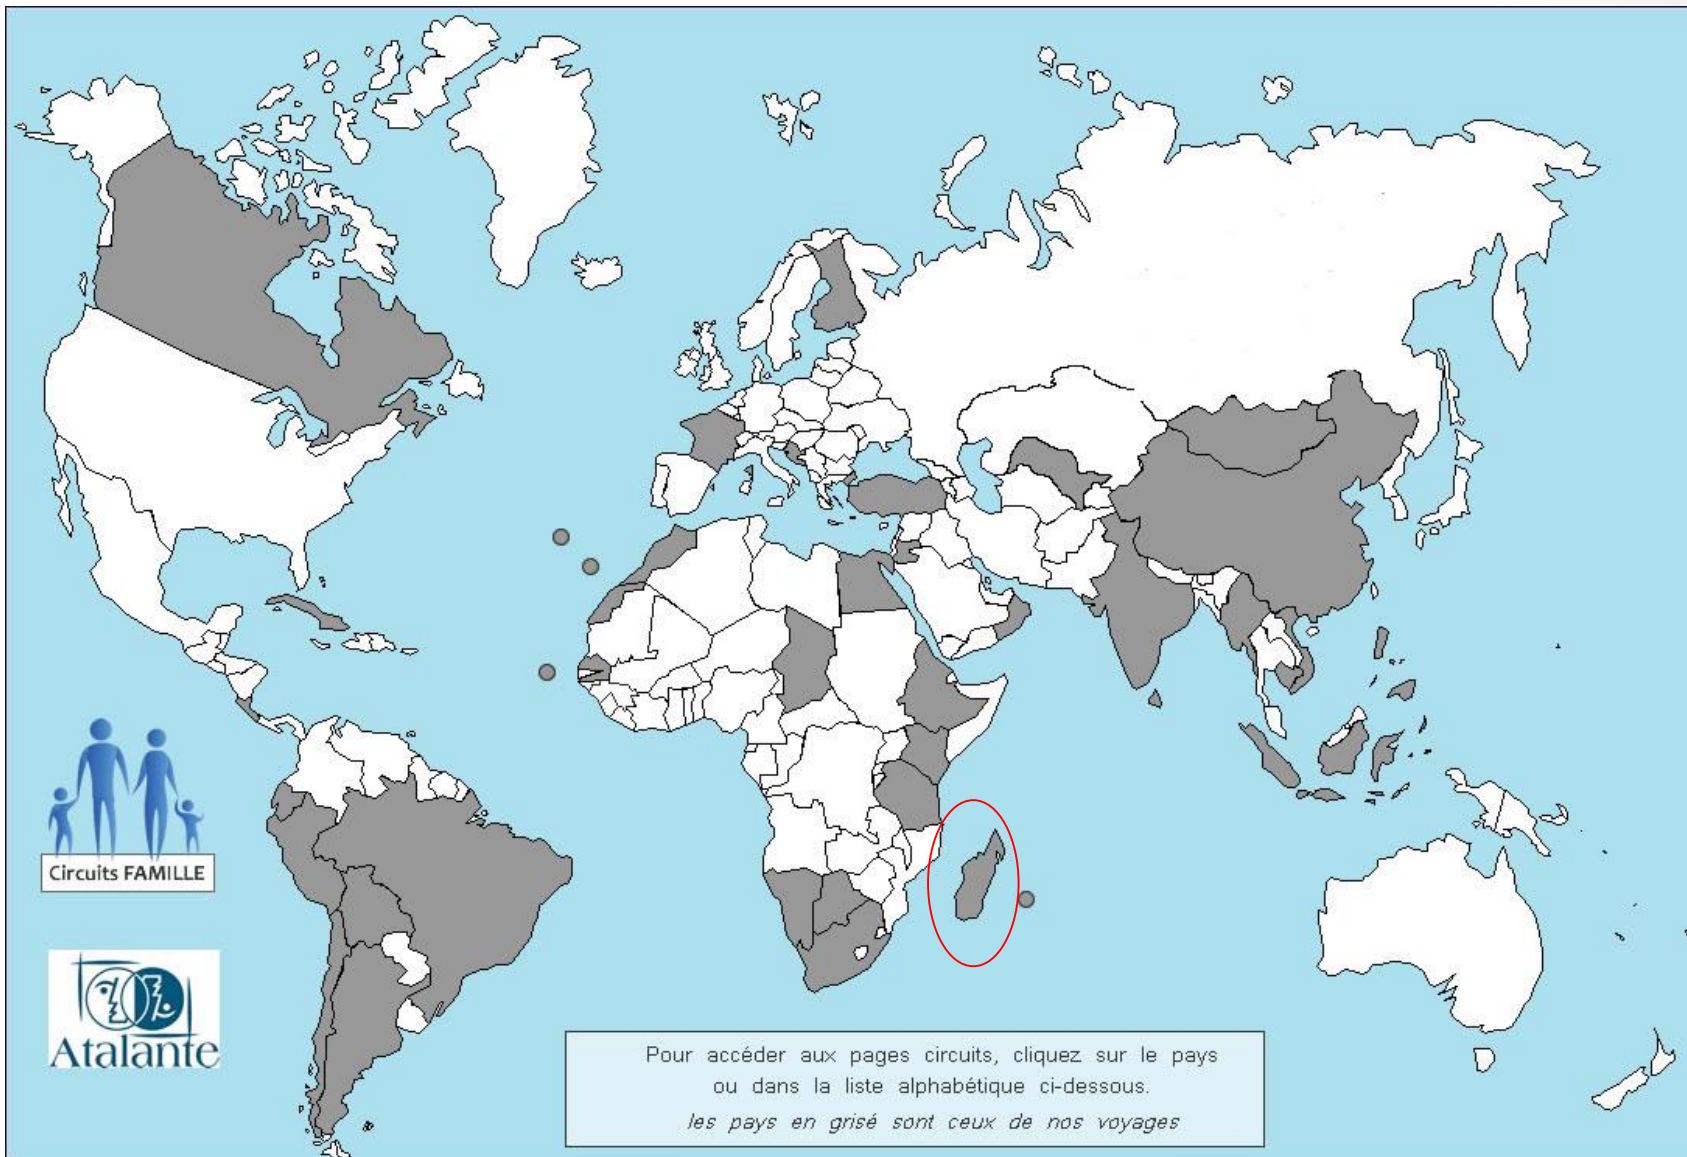 Circuits FAMILLE
Atalante
Pour accéder aux pages circuits, cliquez sur le pays
ou dans la liste alphabétique ci-dessous.
les pays en grisé sont ceux de nos voyages